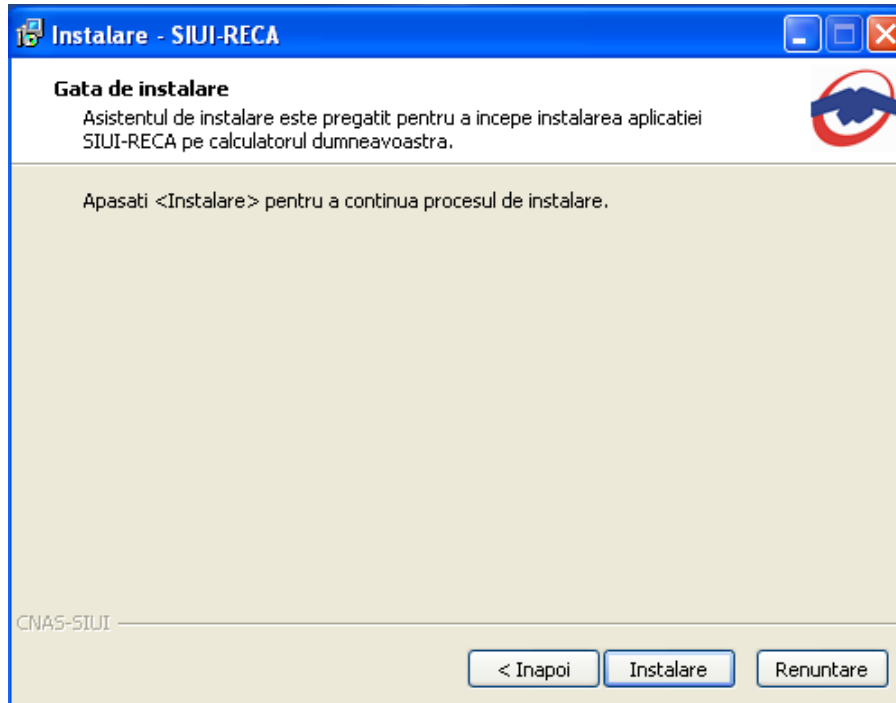 Instalare - SIUI-RECA
Gata de instalare
Asistentul de instalare este pregatit pentru a incepe instalarea aplicatiei
SIUI-RECA pe calculatorul dumneavoastra.
Apasati <Instalare> pentru a continua procesul de instalare.
CNAS-SIUI
< Inapoi
Instalare
Renuntare